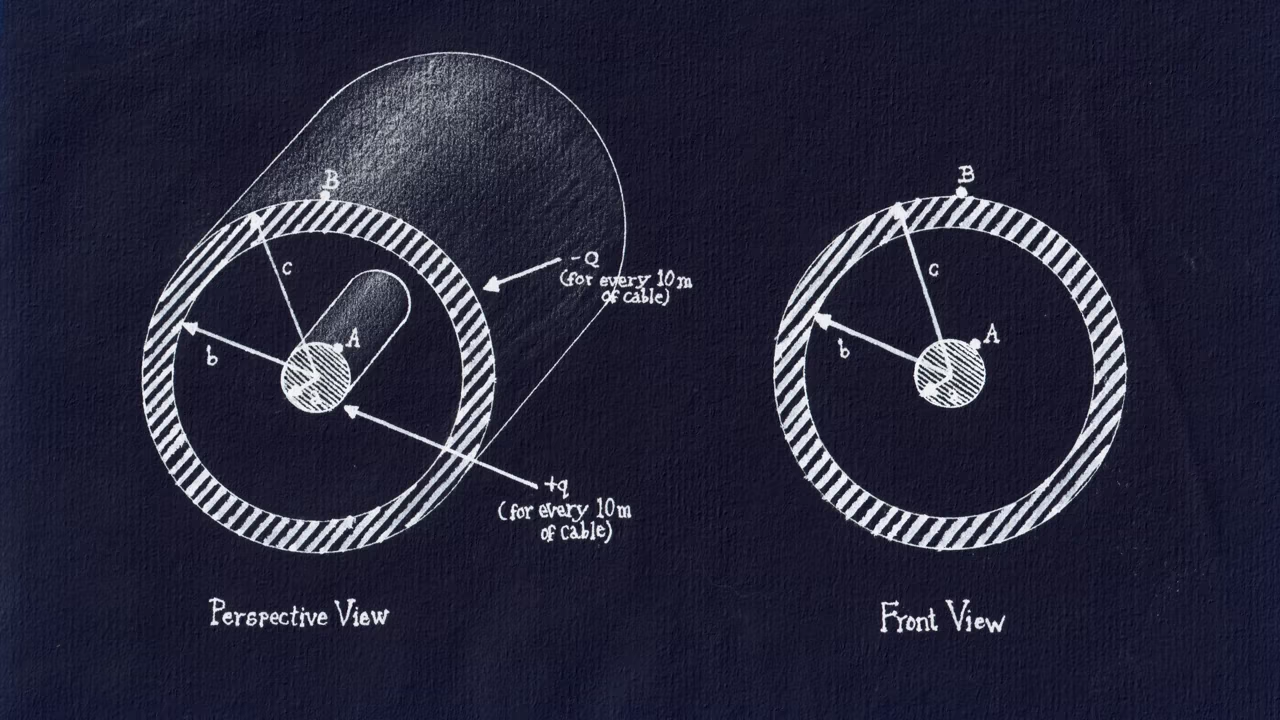 B
c
b
A
a
-Q
(for every 10m
of cable)
+q
(for every 10m
of cable)
Perspective View
B
c
b
A
a
Front View